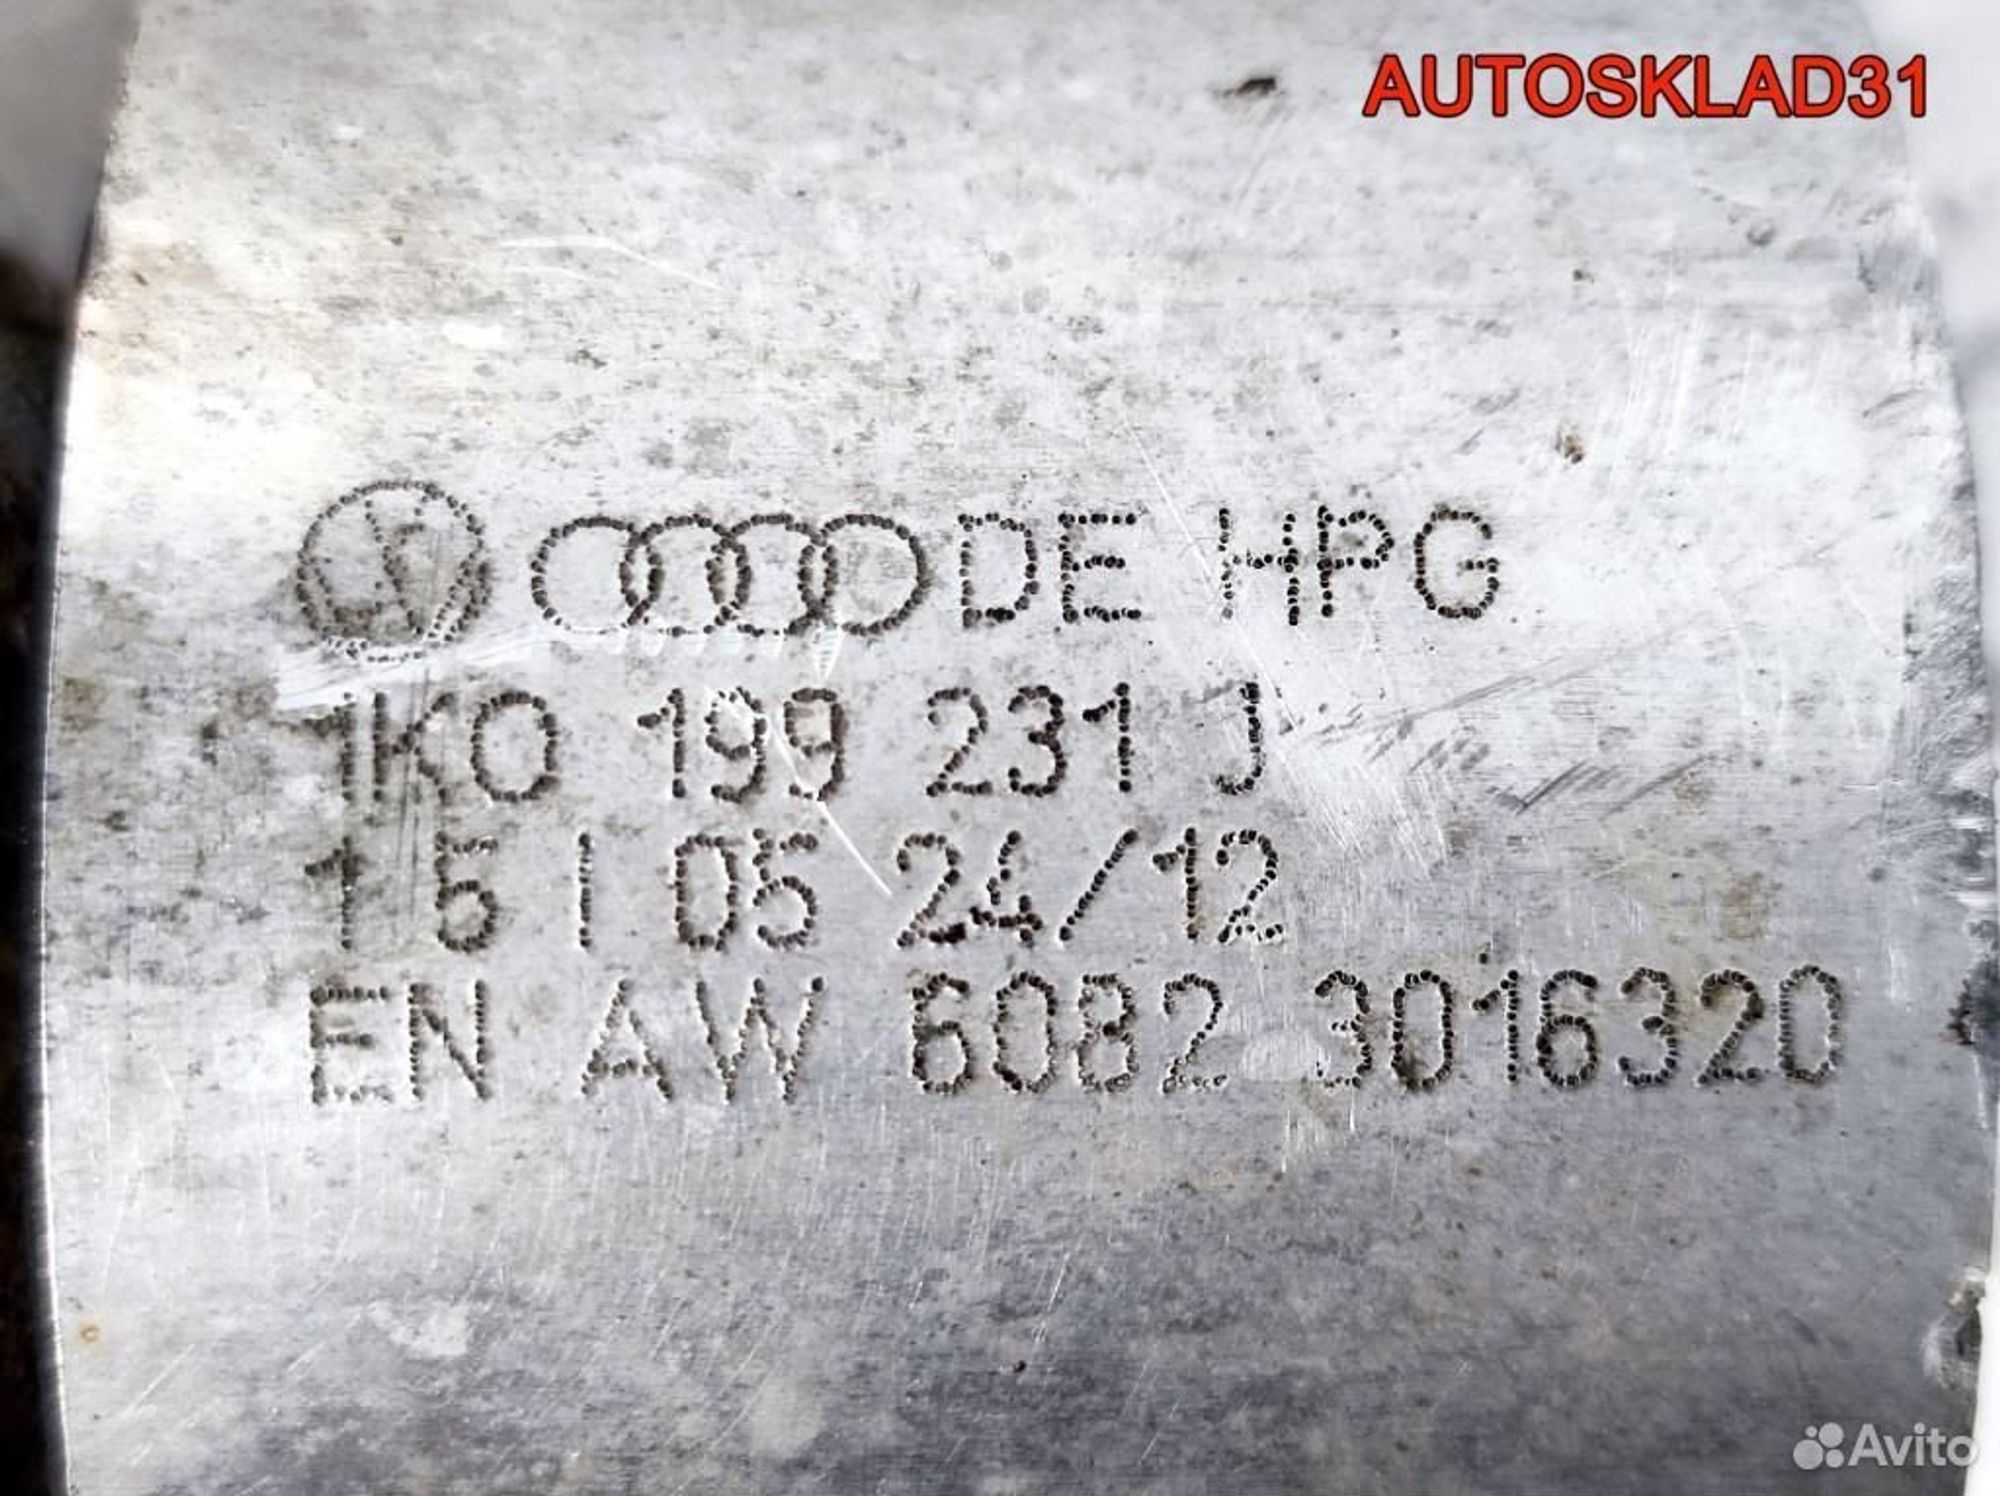 AUTOSKLAD31
DE HPG
1K0 199 231 J
1 5 I 05 24/12
EN AW 6082 3016320
Avito